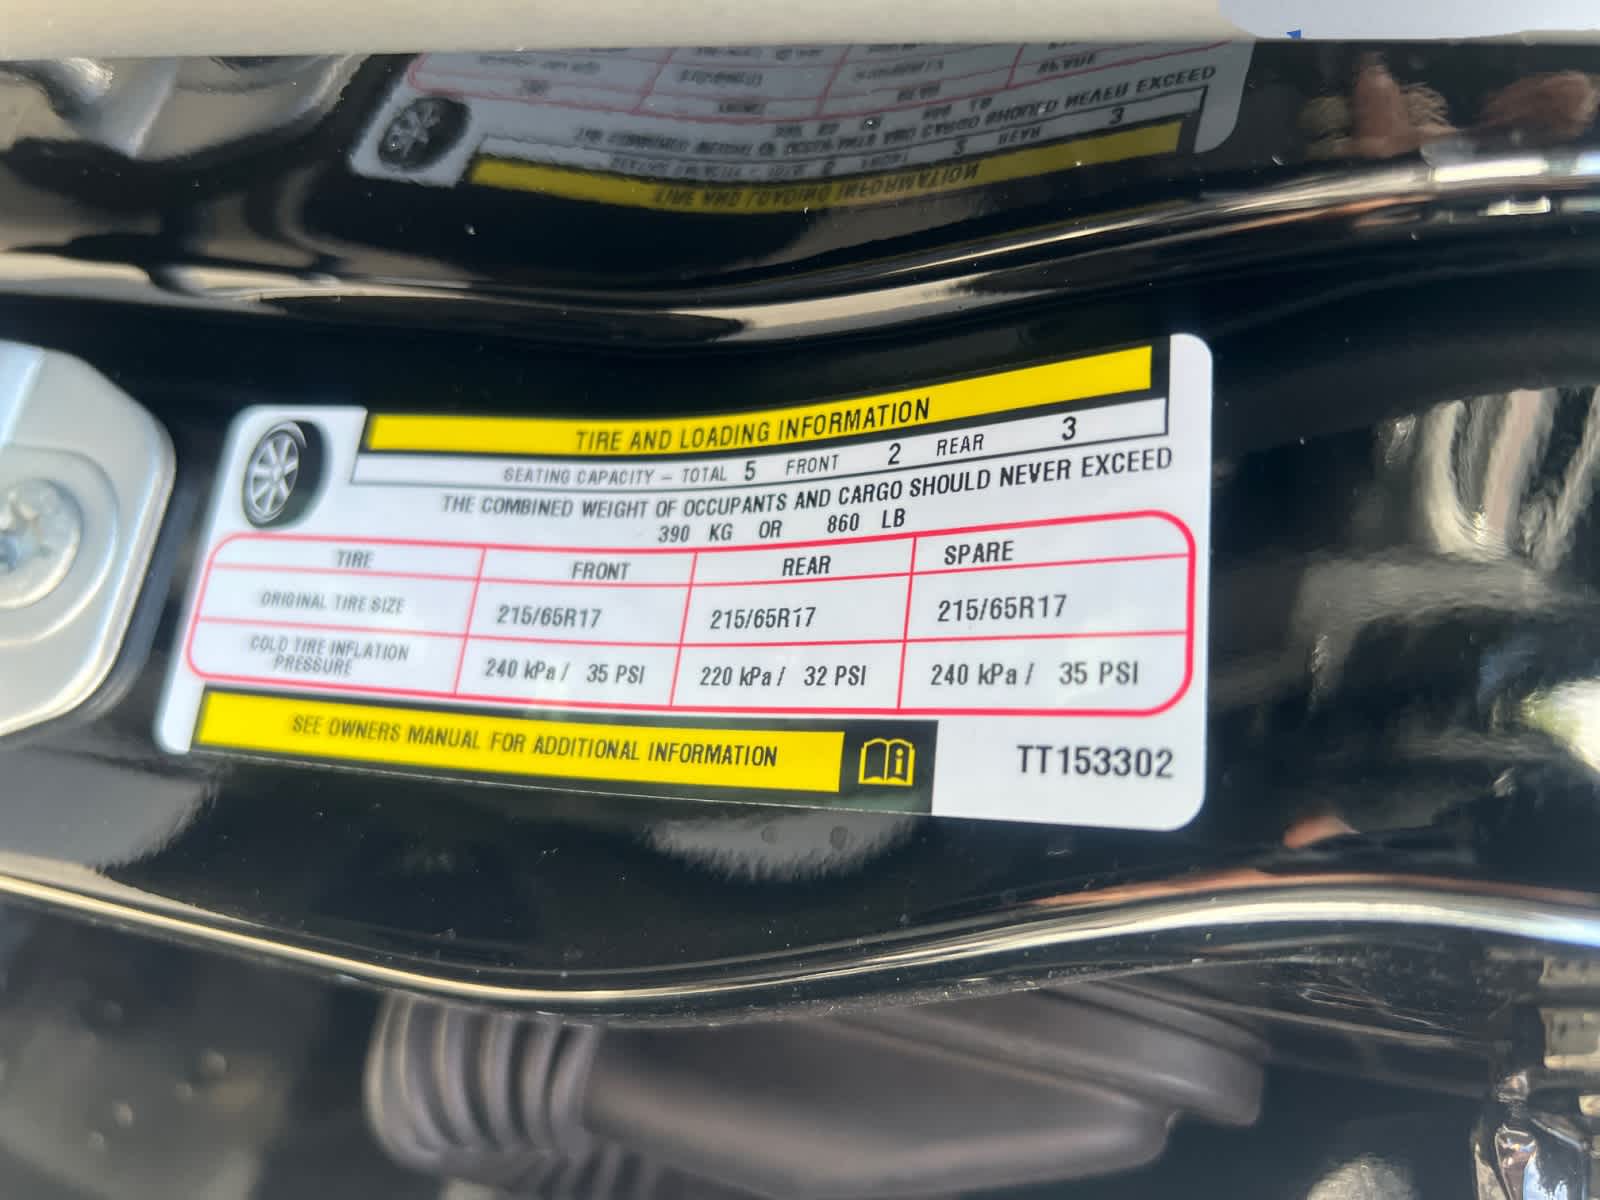 TIRE AND LOADING INFORMATION
SEATING CAPACITY – TOTAL 5 FRONT 2 REAR 3
THE COMBINED WEIGHT OF OCCUPANTS AND CARGO SHOULD NEVER EXCEED
390 KG OR 860 LB
TIRE FRONT REAR SPARE
ORIGINAL TIRE SIZE 215/65R17 215/65R17 215/65R17
COLD TIRE INFLATION
PRESSURE 240 kPa / 35 PSI 220 kPa / 32 PSI 240 kPa / 35 PSI
SEE OWNERS MANUAL FOR ADDITIONAL INFORMATION
TT153302